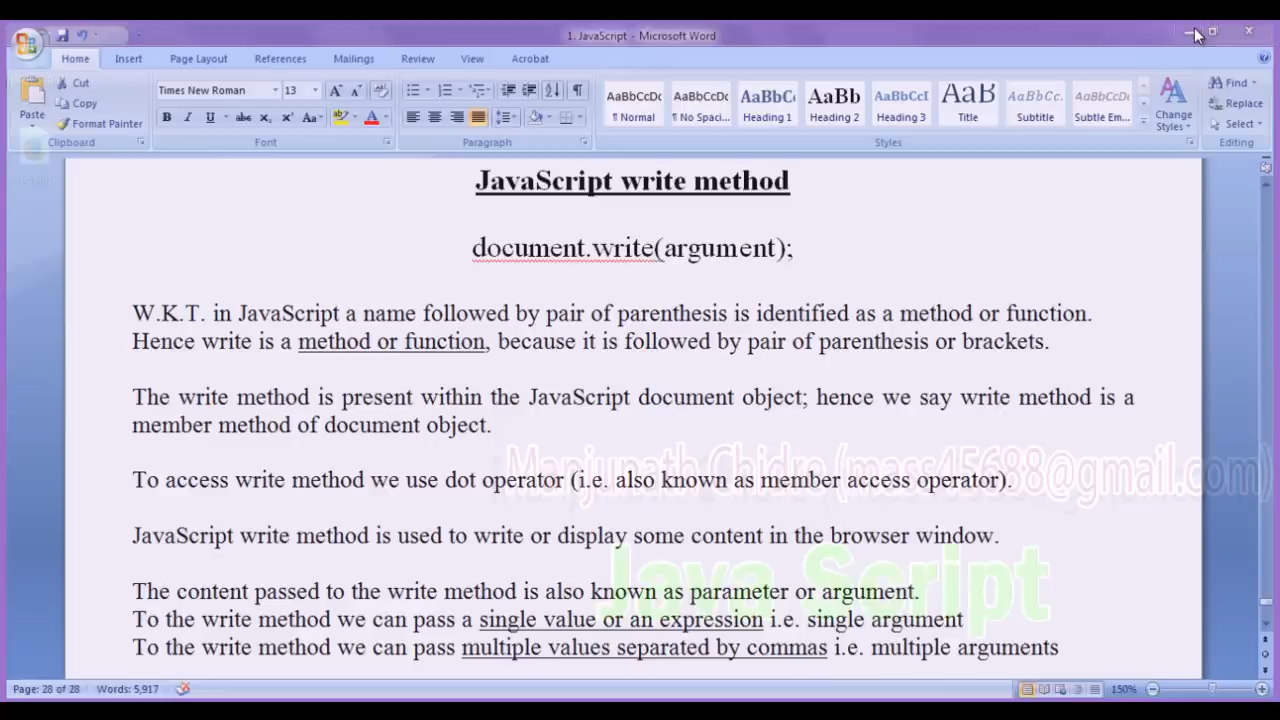 1. JavaScript - Microsoft Word
Home Insert Page Layout References Mailings Review View Acrobat
Paste
Cut
Copy
Format Painter
Clipboard
Times New Roman 13
Font
Paragraph
AaBbCcDc AaBbCcDc AaBbC AaBb AaBbCcI AaB AaBbCc. AaBbCcDc
¶ Normal ¶ No Spaci... Heading 1 Heading 2 Heading 3 Title Subtitle Subtle Em...
Change Styles
Styles
Find
Replace
Select
Editing
JavaScript write method
document.write(argument);
W.K.T. in JavaScript a name followed by pair of parenthesis is identified as a method or function.
Hence write is a method or function, because it is followed by pair of parenthesis or brackets.
The write method is present within the JavaScript document object; hence we say write method is a
member method of document object.
Manjunath Chidre (mass45688@gmail.com)
To access write method we use dot operator (i.e. also known as member access operator).
JavaScript write method is used to write or display some content in the browser window.
Java Script
The content passed to the write method is also known as parameter or argument.
To the write method we can pass a single value or an expression i.e. single argument
To the write method we can pass multiple values separated by commas i.e. multiple arguments
Page: 28 of 28 Words: 5,917 150%